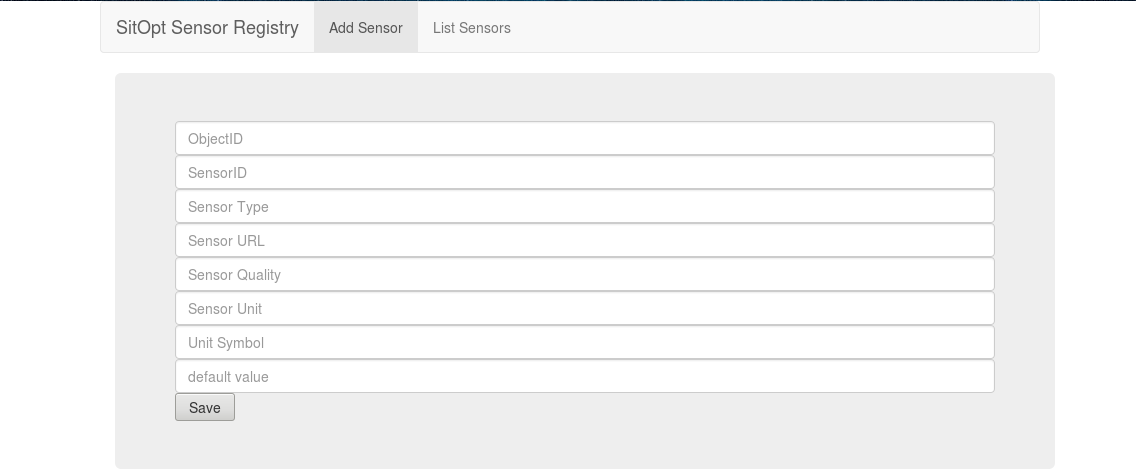 SitOpt Sensor Registry Add Sensor List Sensors
ObjectID
SensorID
Sensor Type
Sensor URL
Sensor Quality
Sensor Unit
Unit Symbol
default value
Save